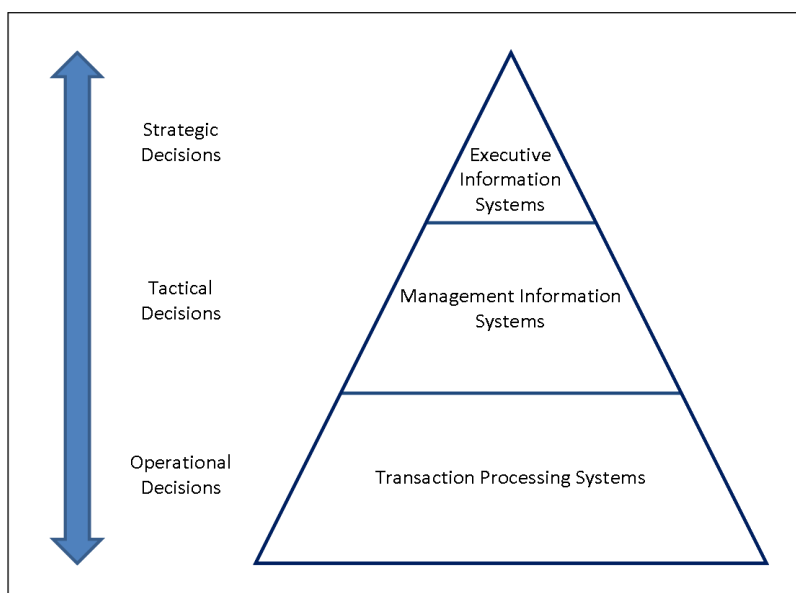 Strategic
Decisions
Executive
Information
Systems
Tactical
Decisions
Management Information
Systems
Operational
Decisions
Transaction Processing Systems